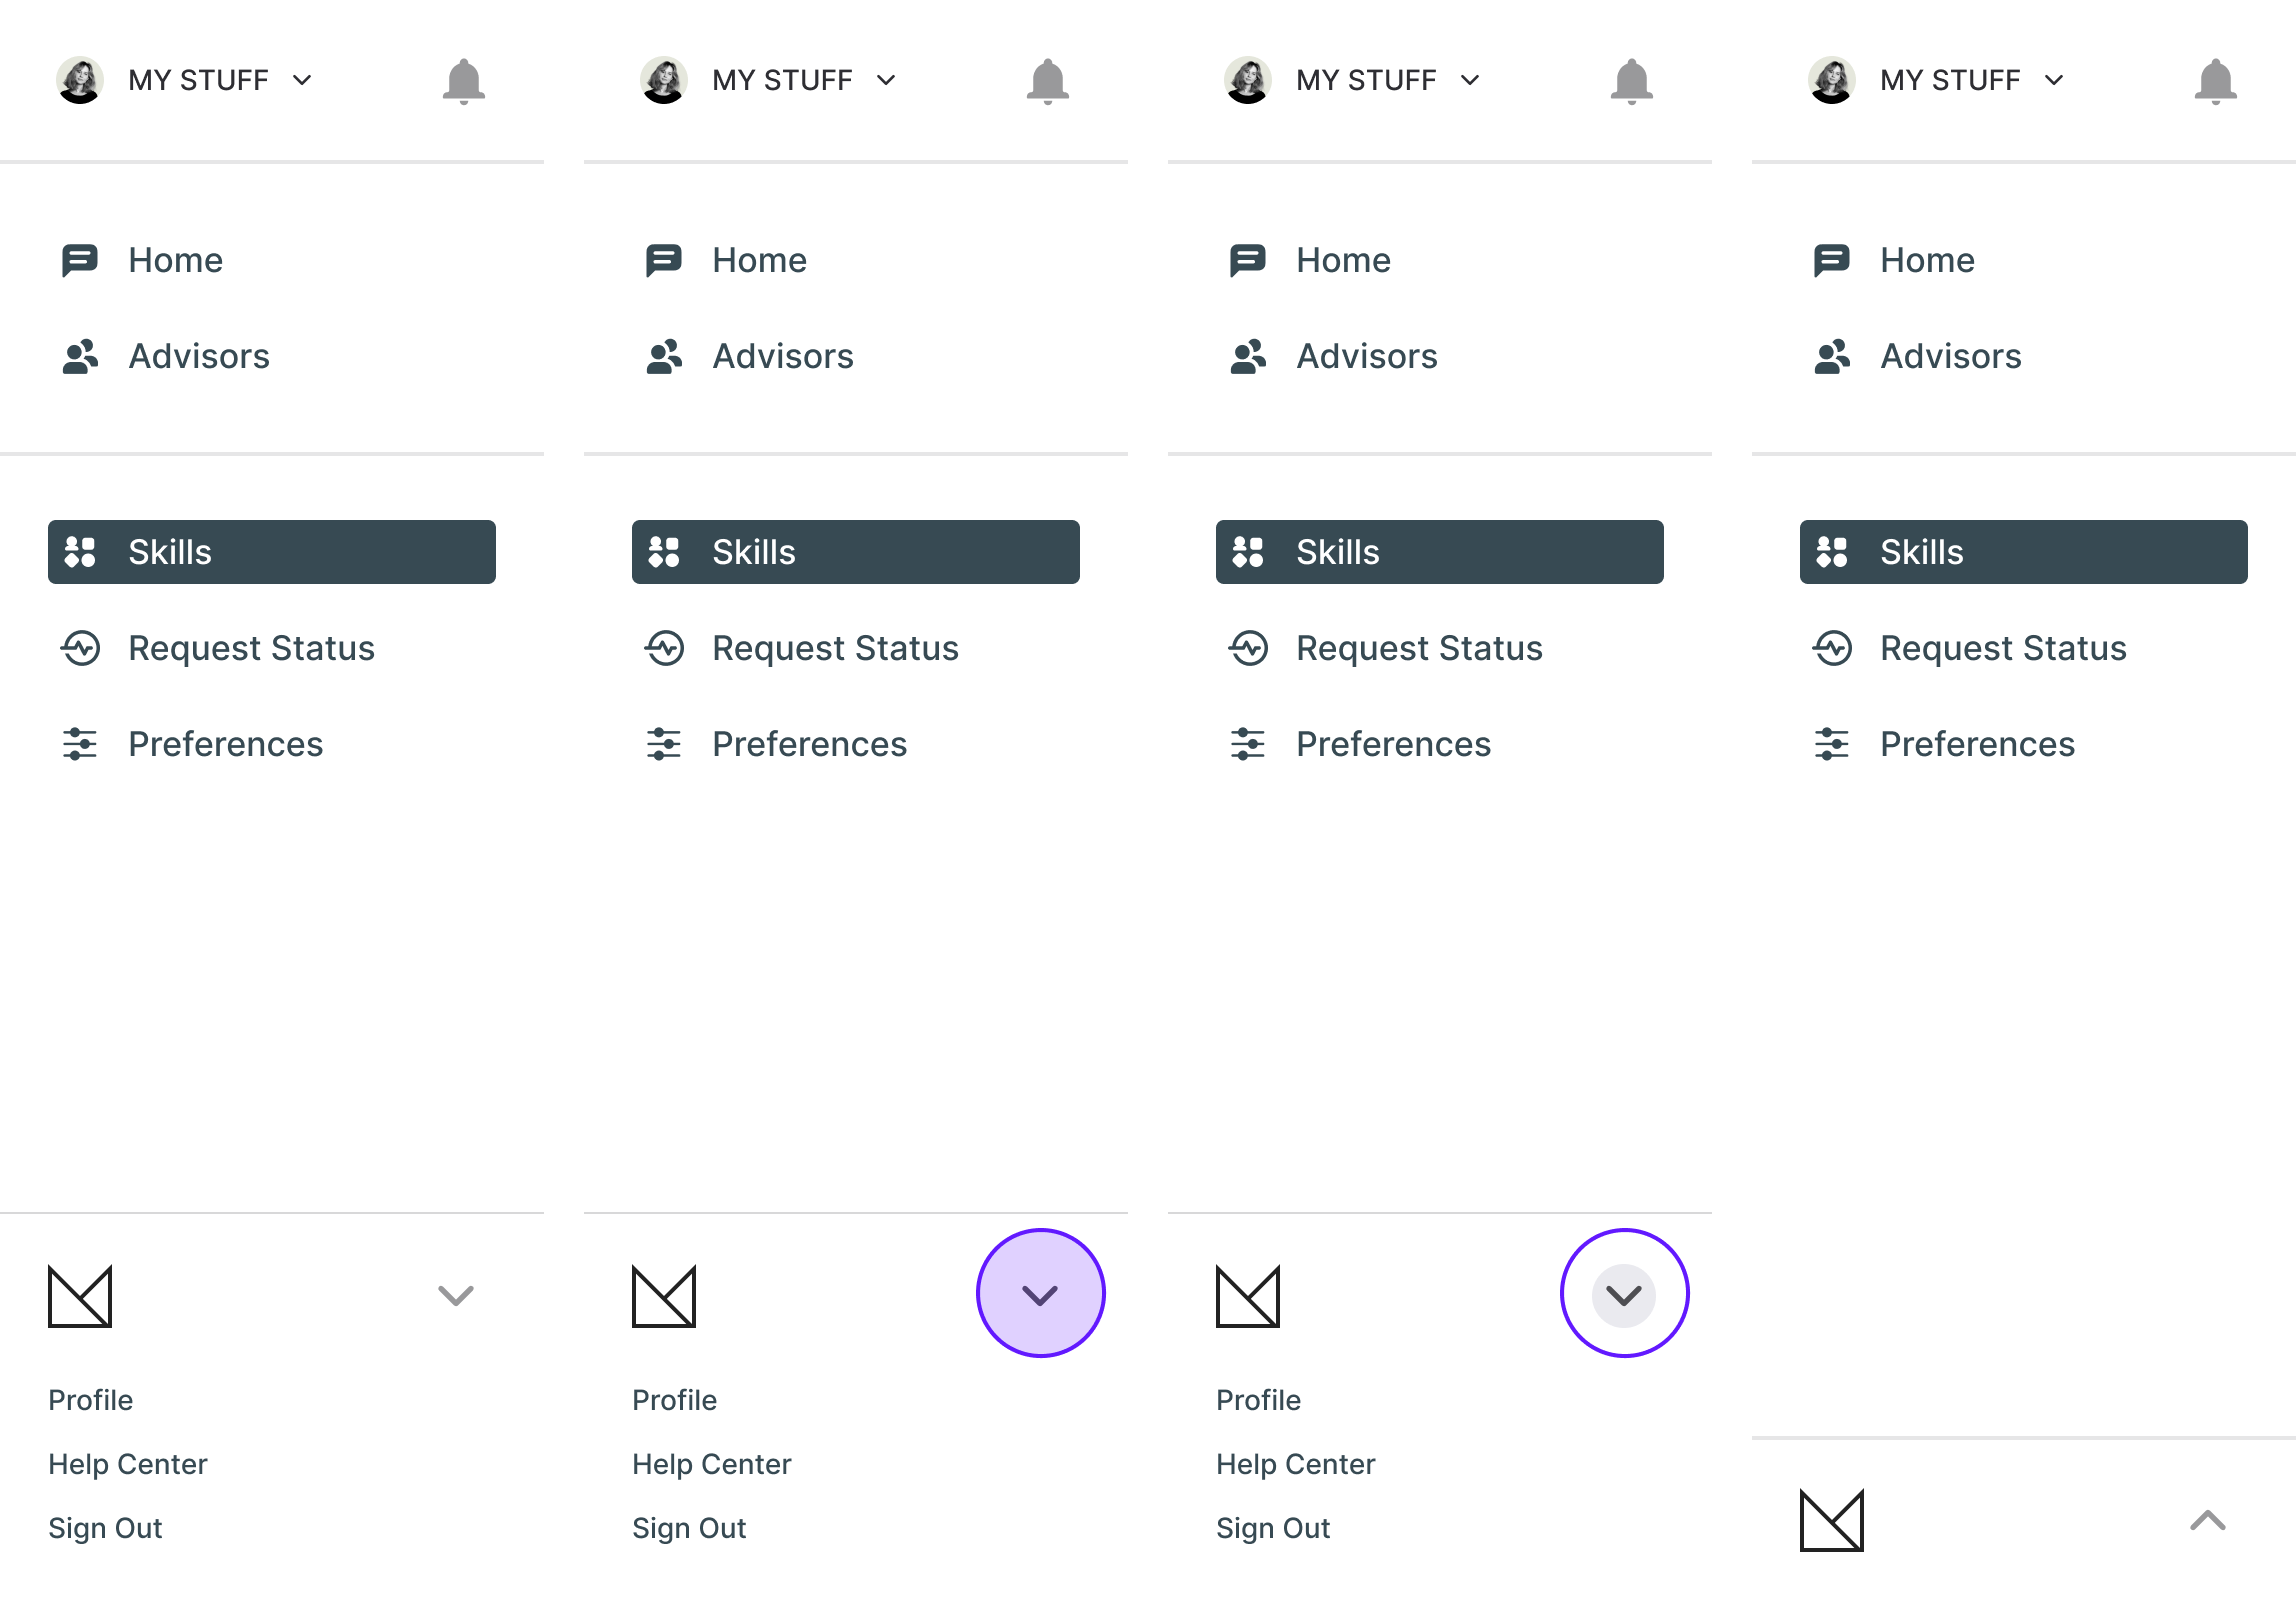 MY STUFF
Home
Advisors
Skills
Request Status
Preferences
Profile
Help Center
Sign Out
MY STUFF
Home
Advisors
Skills
Request Status
Preferences
Profile
Help Center
Sign Out
MY STUFF
Home
Advisors
Skills
Request Status
Preferences
Profile
Help Center
Sign Out
MY STUFF
Home
Advisors
Skills
Request Status
Preferences